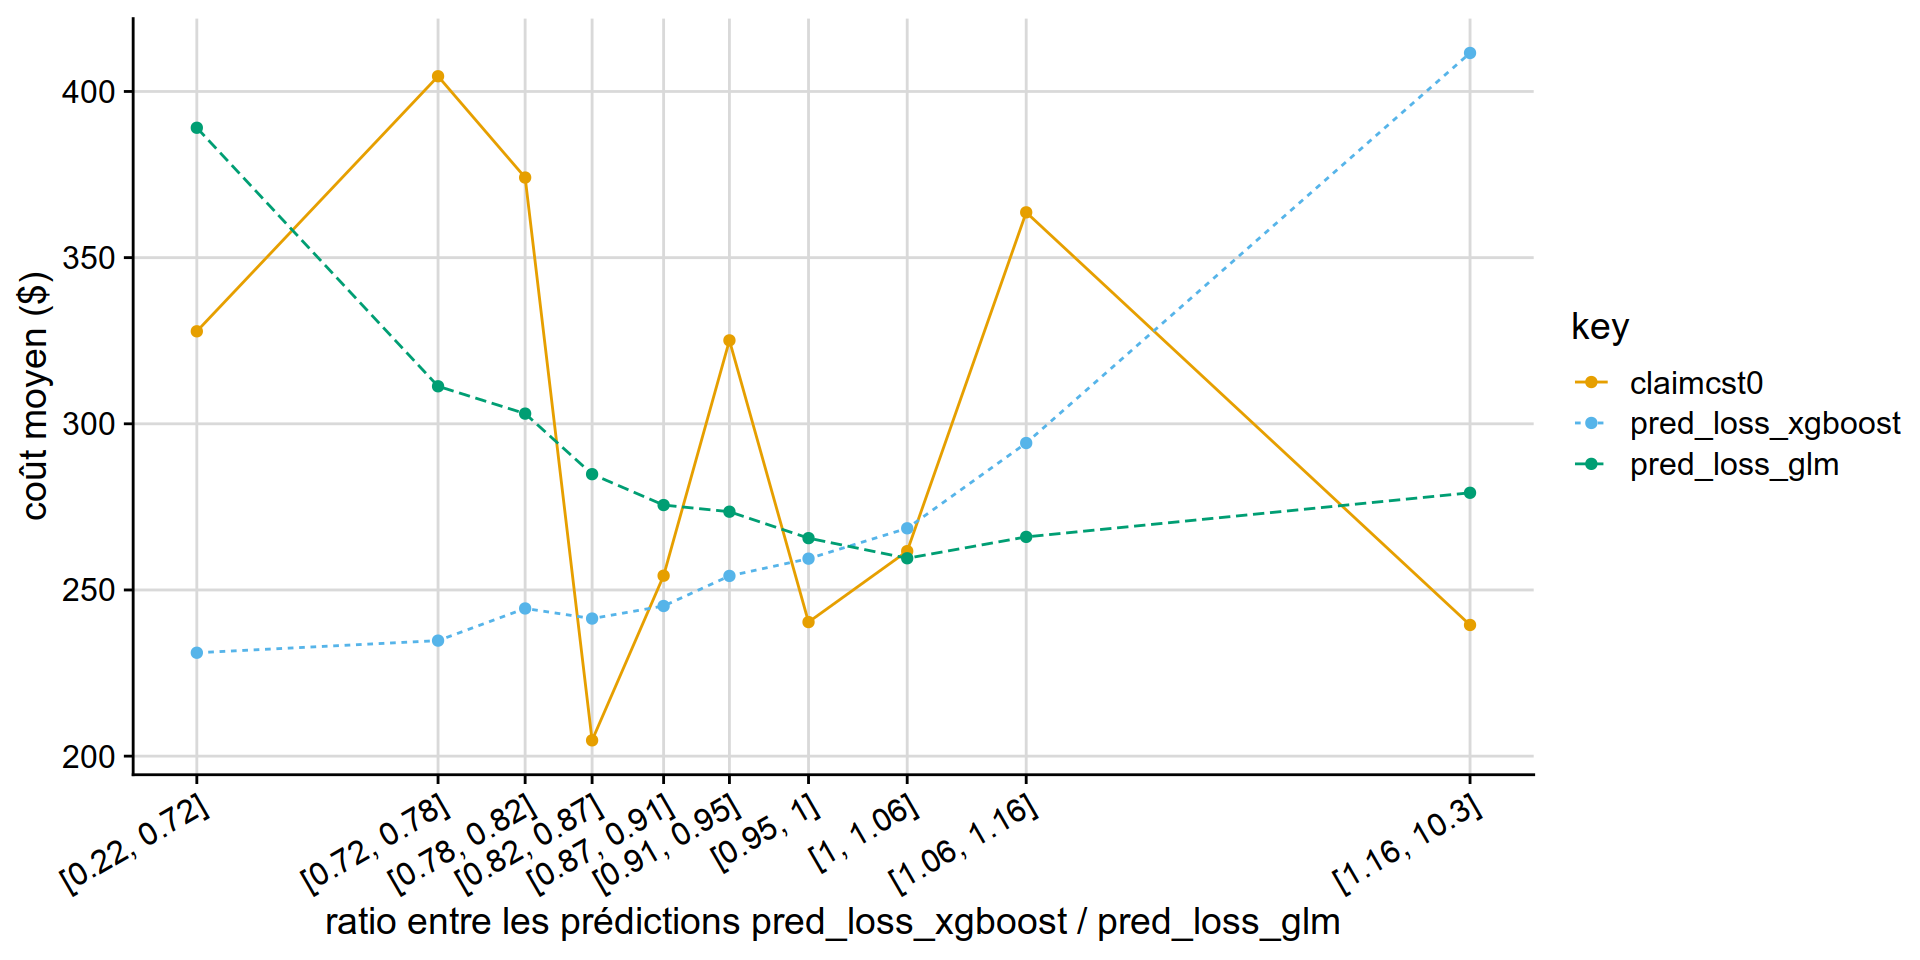 coût moyen ($)
400
350
300
250
200
[0.22, 0.72]
[0.72, 0.78]
[0.78, 0.82]
[0.82, 0.87]
[0.87, 0.91]
[0.91, 0.95]
[0.95, 1]
[1, 1.06]
[1.06, 1.16]
[1.16, 10.3]
ratio entre les prédictions pred_loss_xgboost / pred_loss_glm
key
claimcst0
pred_loss_xgboost
pred_loss_glm